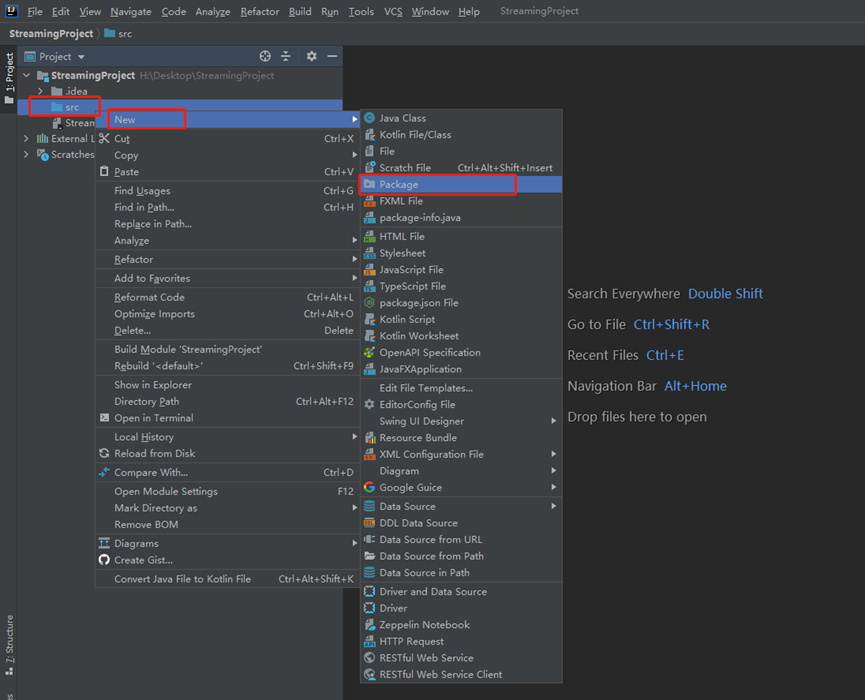 File Edit View Navigate Code Analyze Refactor Build Run Tools VCS Window Help StreamingProject
StreamingProject src
1: Project
Project
StreamingProject H:\Desktop\StreamingProject
.idea
src
Stream
External L
Scratches
New
Cut Ctrl+X
Copy
Paste Ctrl+V
Find Usages Ctrl+G
Find in Path... Ctrl+H
Replace in Path...
Analyze
Refactor
Add to Favorites
Reformat Code Ctrl+Alt+L
Optimize Imports Ctrl+Alt+O
Delete... Delete
Build Module 'StreamingProject'
Rebuild '<default>' Ctrl+Shift+F9
Show in Explorer
Directory Path Ctrl+Alt+F12
Open in Terminal
Local History
Reload from Disk
Compare With... Ctrl+D
Open Module Settings F12
Mark Directory as
Remove BOM
Diagrams
Create Gist...
Convert Java File to Kotlin File Ctrl+Alt+Shift+K
Java Class
Kotlin File/Class
File
Scratch File Ctrl+Alt+Shift+Insert
Package
FXML File
package-info.java
HTML File
Stylesheet
JavaScript File
TypeScript File
package.json File
Kotlin Script
Kotlin Worksheet
OpenAPI Specification
JavaFXApplication
Edit File Templates...
EditorConfig File
Swing UI Designer
Resource Bundle
XML Configuration File
Diagram
Google Guice
Data Source
DDL Data Source
Data Source from URL
Data Source from Path
Data Source in Path
Driver and Data Source
Driver
Zeppelin Notebook
HTTP Request
RESTful Web Service
RESTful Web Service Client
Search Everywhere Double Shift
Go to File Ctrl+Shift+R
Recent Files Ctrl+E
Navigation Bar Alt+Home
Drop files here to open
7: Structure